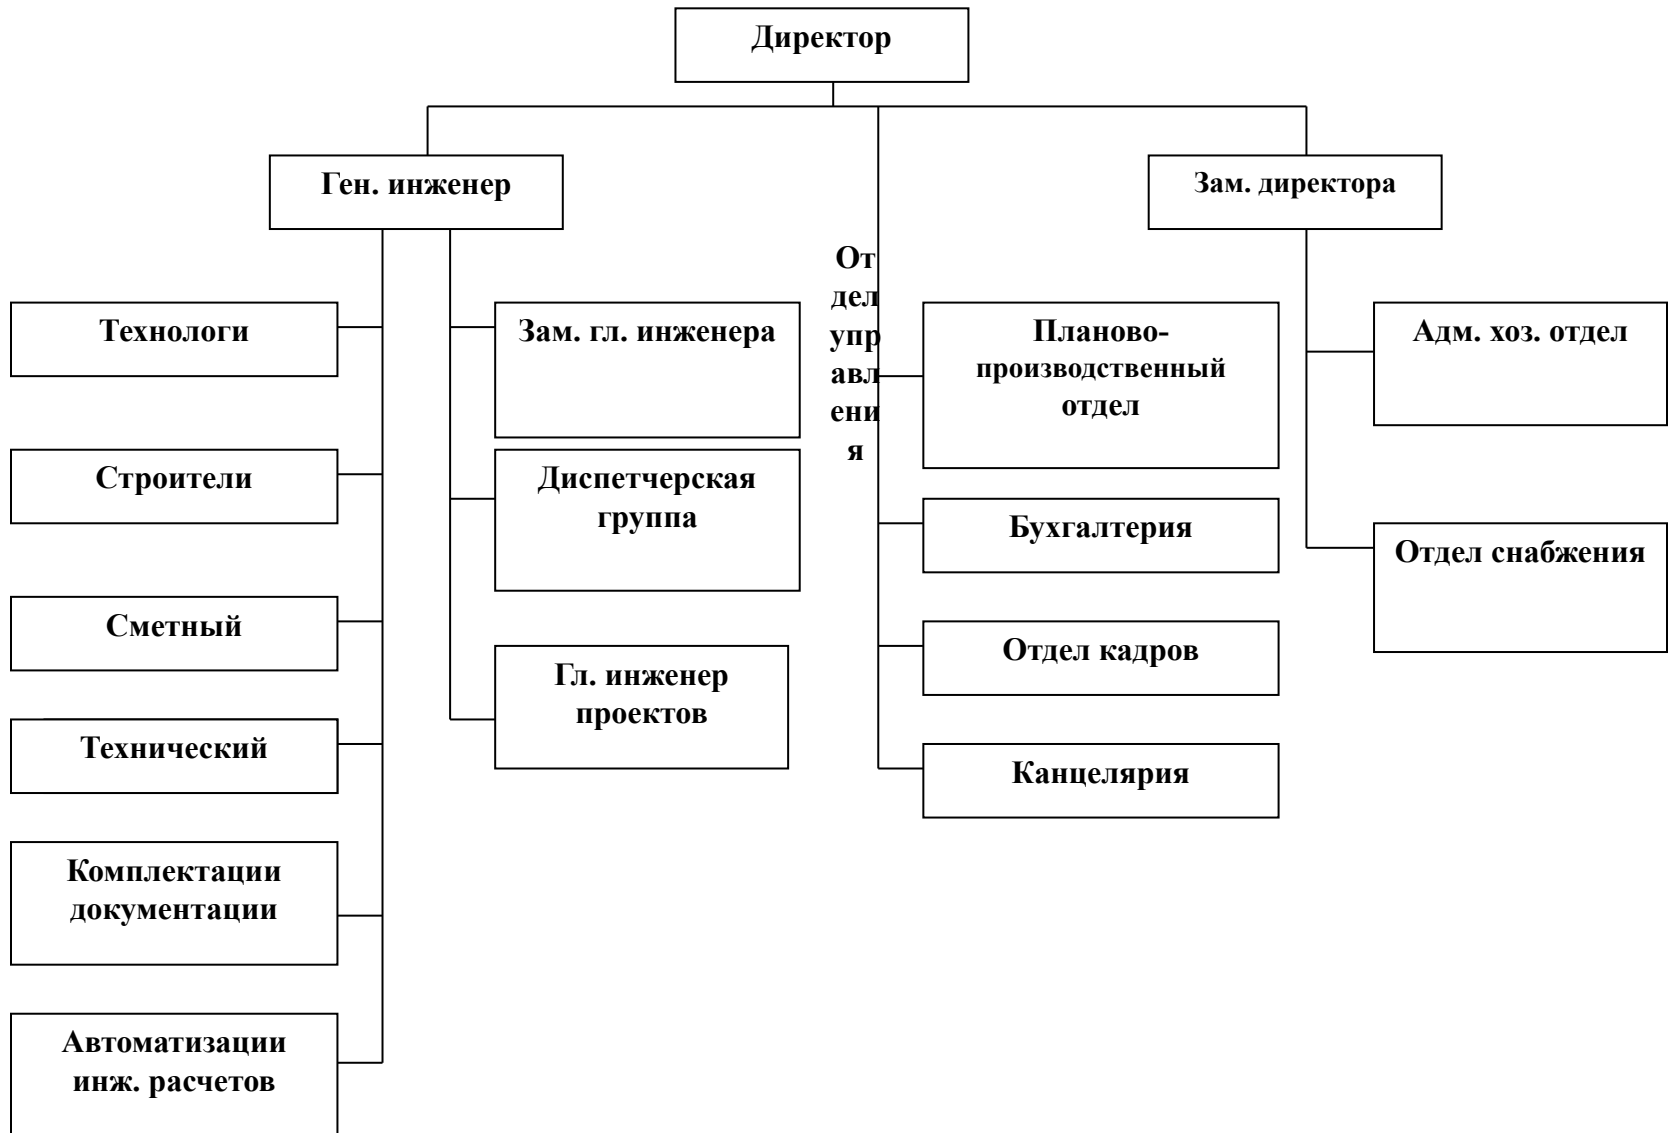 Директор
Ген. инженер
Зам. директора
Технологи
Строители
Сметный
Технический
Комплектации
документации
Автоматизации
инж. расчетов
Зам. гл. инженера
Диспетчерская
группа
Гл. инженер
проектов
От
дел
упр
авл
ени
я
Планово-
производственный
отдел
Бухгалтерия
Отдел кадров
Канцелярия
Адм. хоз. отдел
Отдел снабжения